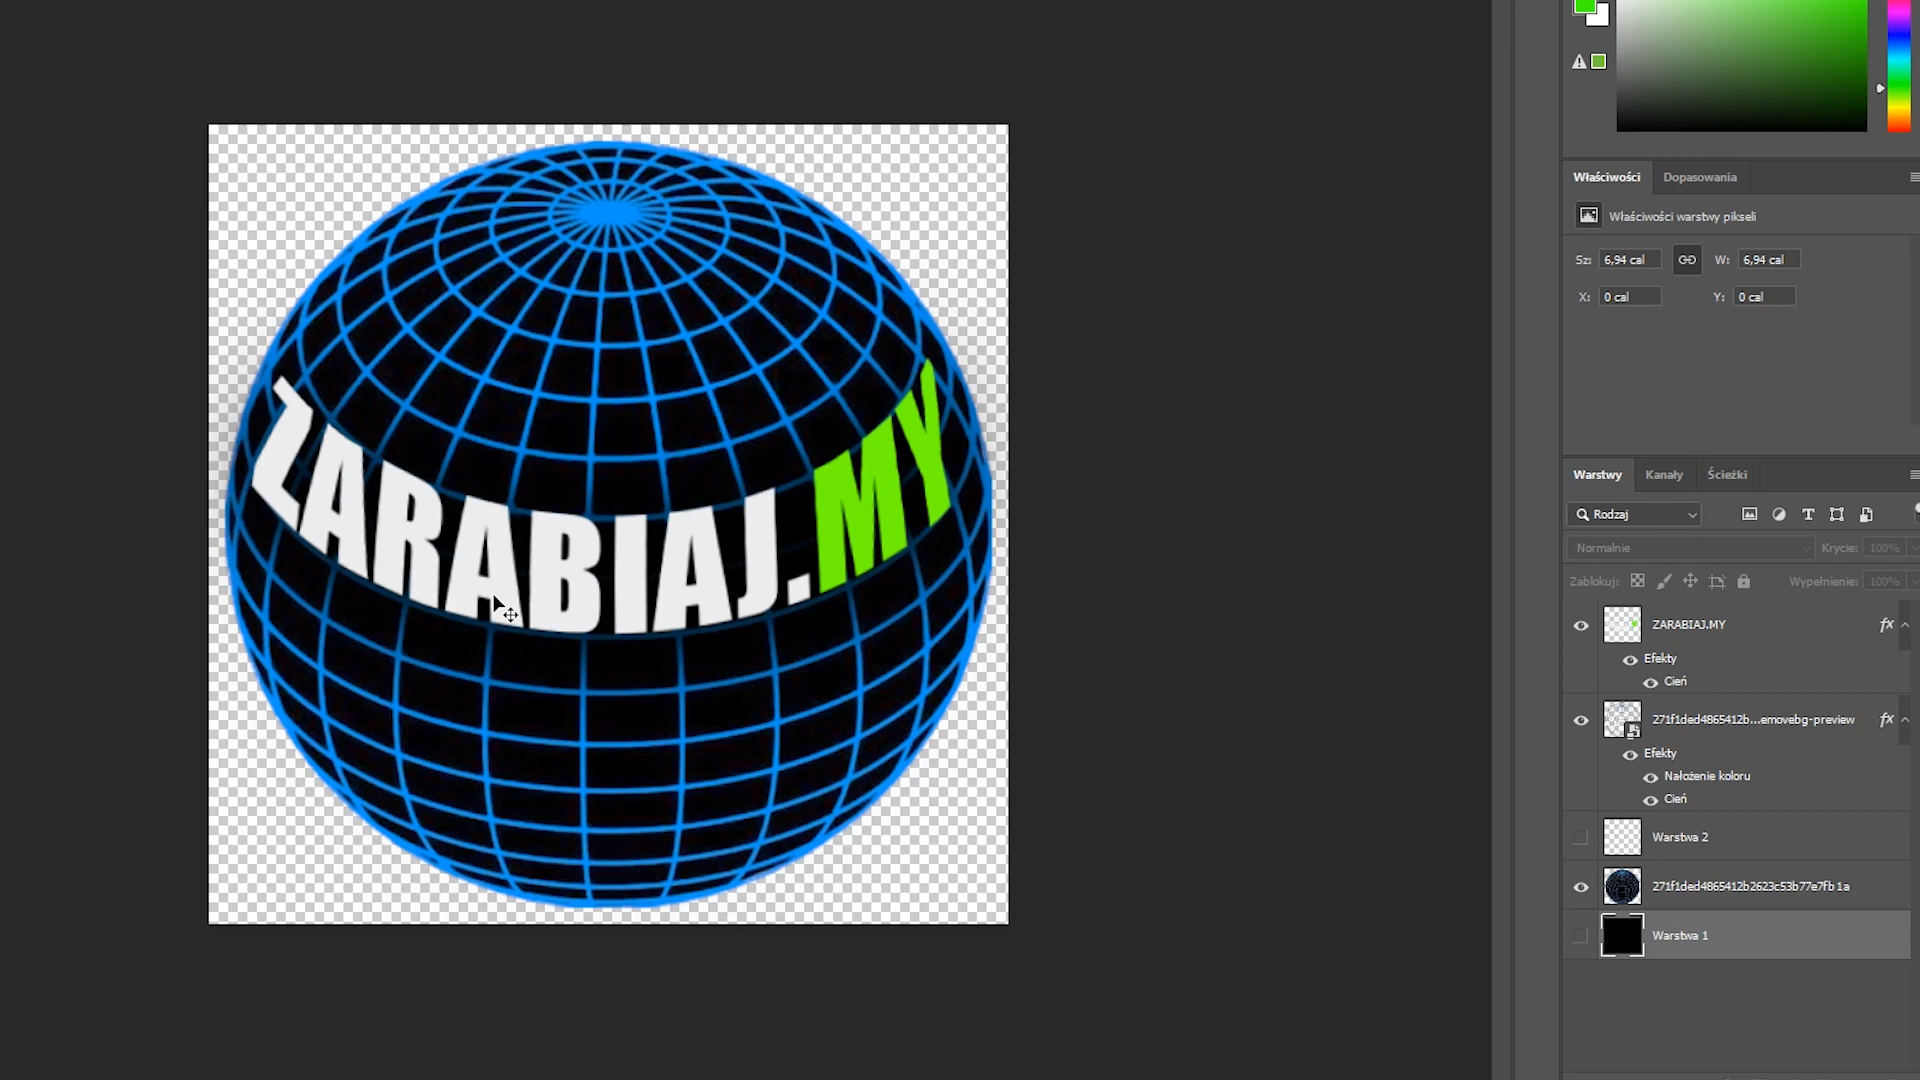 ZARABIAJ.MY
Właściwości Dopasowania
Właściwości warstwy pikseli
Sz: 6,94 cal W: 6,94 cal
X: 0 cal Y: 0 cal
Warstwy Kanały Ścieżki
Rodzaj
Normalnie Krycie: 100%
Zablokuj: Wypełnienie: 100%
ZARABIAJ.MY fx
Efekty
Cień
271f1ded4865412b...emovebg-preview fx
Efekty
Nałożenie koloru
Cień
Warstwa 2
271f1ded4865412b2623c53b77e7fb1a
Warstwa 1